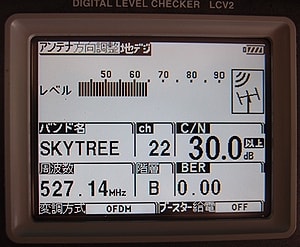 DIGITAL LEVEL CHECKER LCV2
アンテナ方向調整 地デジ
50 60 70 80 90
レベル
バンド名 ch C/N
SKYTREE 22 30.0 以上 dB
周波数 階層 BER
527.14 MHz B 0.00
変調方式 OFDM ブースター給電 OFF